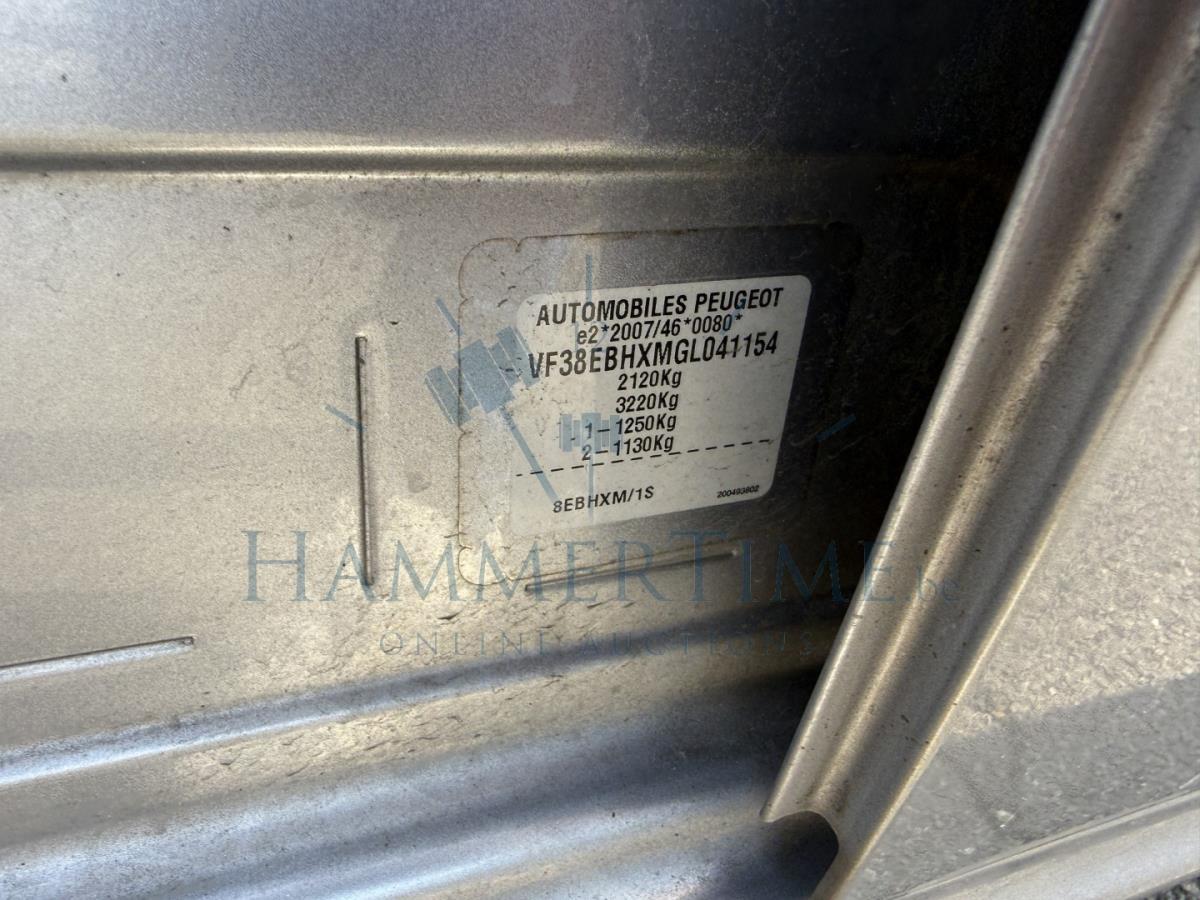 AUTOMOBILES PEUGEOT
e2*2007/46*0080*
VF38EBHXMGL041154
2120Kg
3220Kg
1-1250Kg
2-1130Kg
8EBHXM/1S
200493802
HAMMERTIME.be
ONLINE AUCTIONS